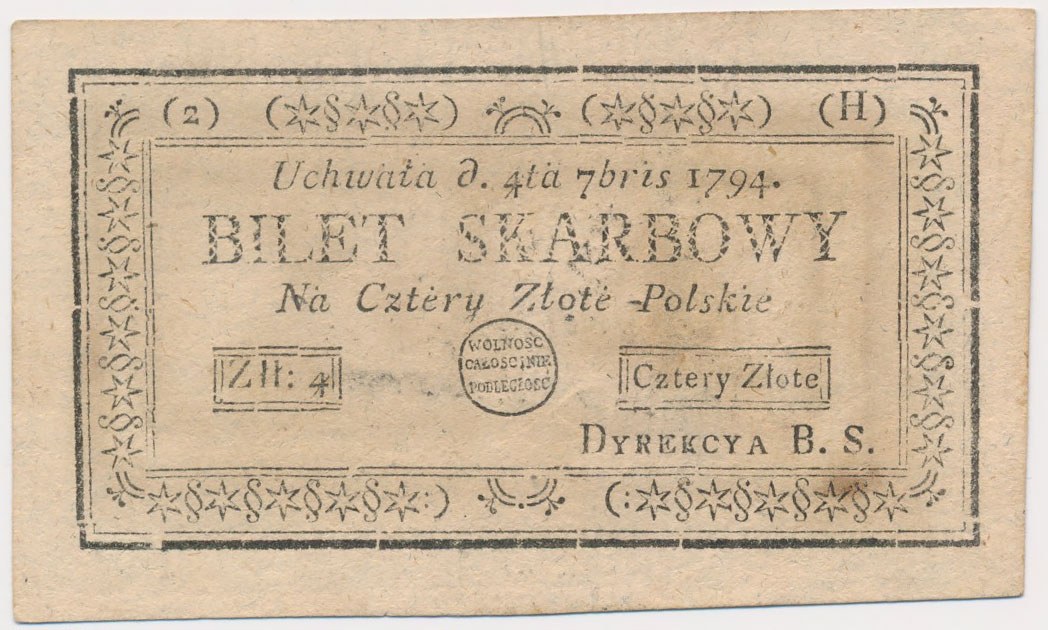 (2) (✶§✶§✶) (✶§✶§✶) (H)
Uchwała d. 4ta 7bris 1794.
BILET SKARBOWY
Na Cztery Złote Polskie
WOLNOSC
CAŁOSC|NIE
PODLEGŁOSC
Złł: 4
Cztery Złote
DYREKCYA B. S.